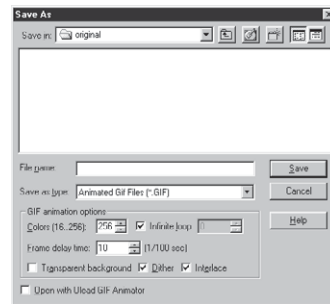 Save As
Save in: original
File name:
Save
Save as type: Animated Gif Files (*.GIF)
Cancel
GIF animation options
Colors (16..256): 256 Infinite loop 0
Help
Frame delay time: 10 (1/100 sec)
Transparent background Dither Interlace
Open with Ulead GIF Animator